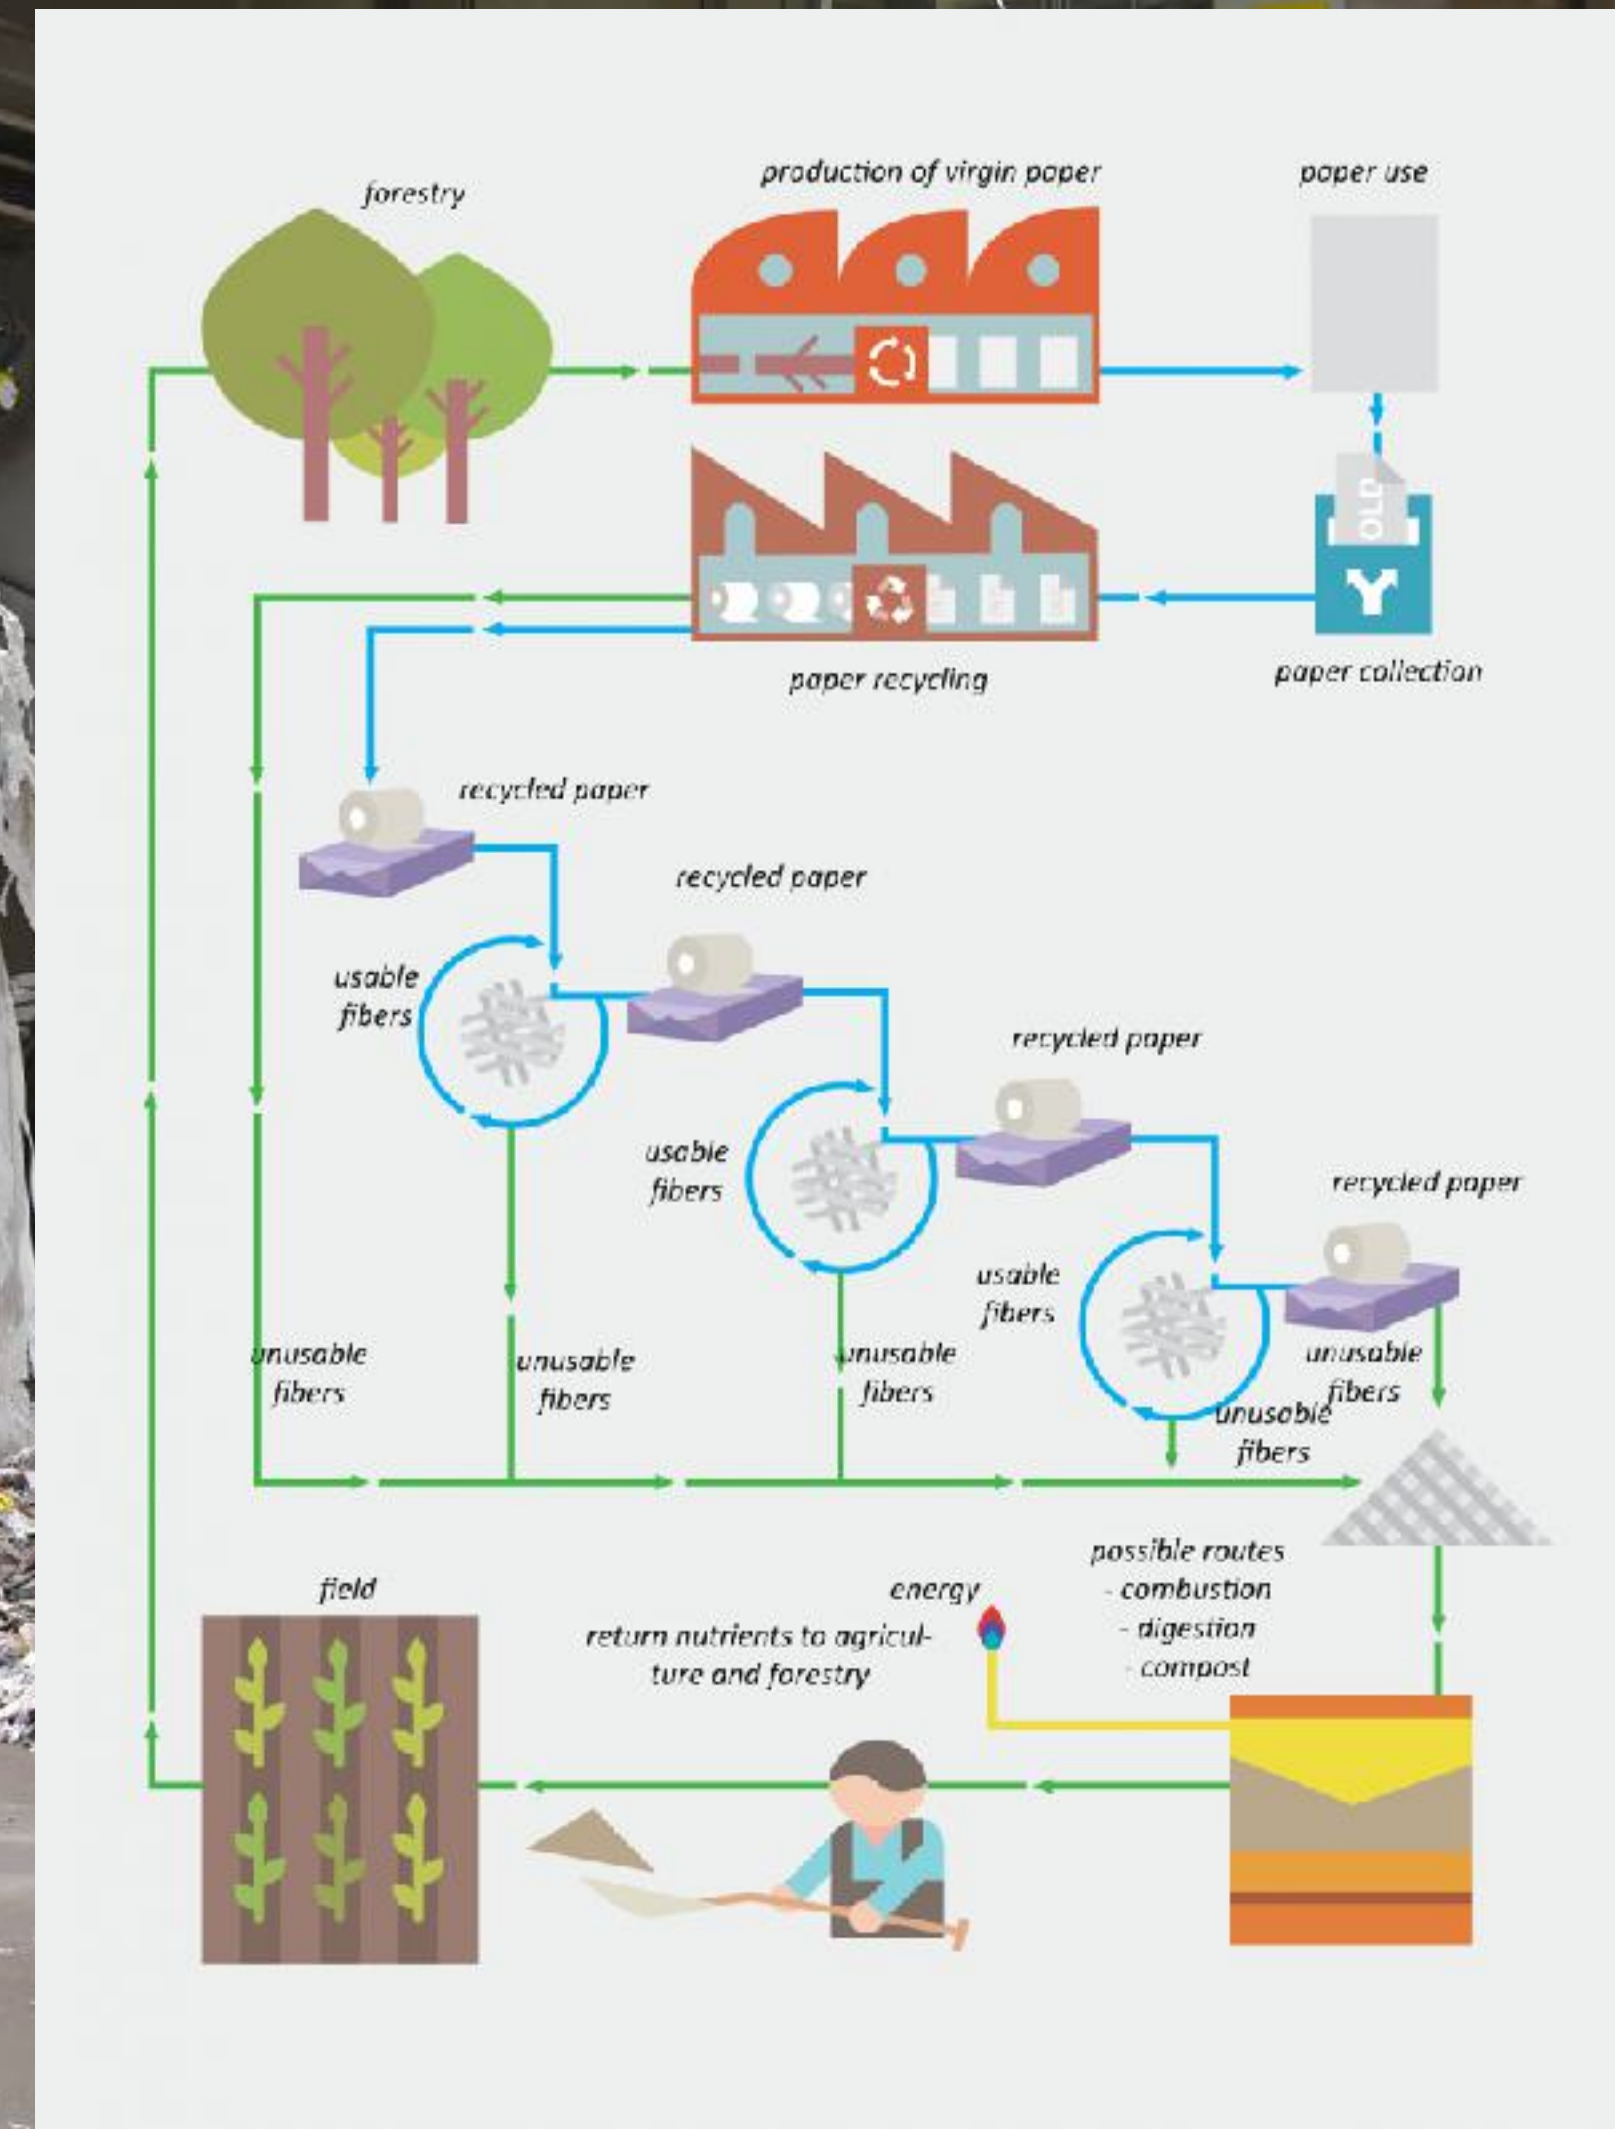 forestry
production of virgin paper
paper use
OLD
paper recycling
paper collection
recycled paper
recycled paper
usable
fibers
recycled paper
usable
fibers
recycled paper
usable
fibers
unusable
fibers
unusable
fibers
unusable
fibers
unusable
fibers
unusable
fibers
possible routes
- combustion
- digestion
- compost
field
energy
return nutrients to agricul-
ture and forestry